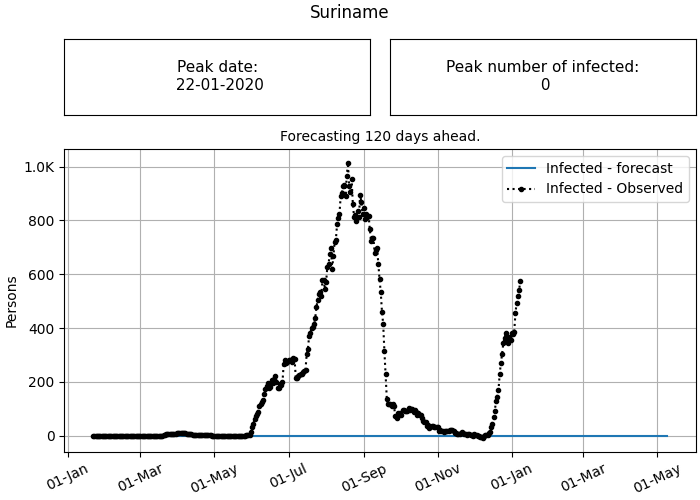 Suriname
Peak date:
22-01-2020
Peak number of infected:
0
Forecasting 120 days ahead.
Infected - forecast
Infected - Observed
1.0K
800
600
400
200
0
Persons
01-Jan
01-Mar
01-May
01-Jul
01-Sep
01-Nov
01-Jan
01-Mar
01-May